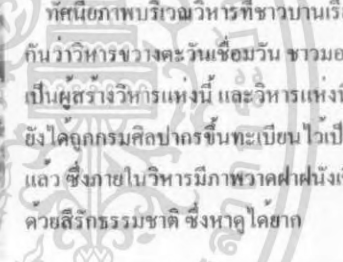 ทัศนียภาพบริเวณวิหารที่ชาวบานเรีย
กันว่าวิหารขวางตะวันเชื่อมวัน ชาวมอ
เป็นผู้สร้างวิหารแห่งนี้ และวิหารแห่งนี
ยังได้ถูกกรมศิลปากรขึ้นทะเบียนไว้เป็
แล้ว ซึ่งภายในวิหารมีภาพวาดฝาผนังเขี
ด้วยสีรักธรรมชาติ ซึ่งหาดูได้ยาก